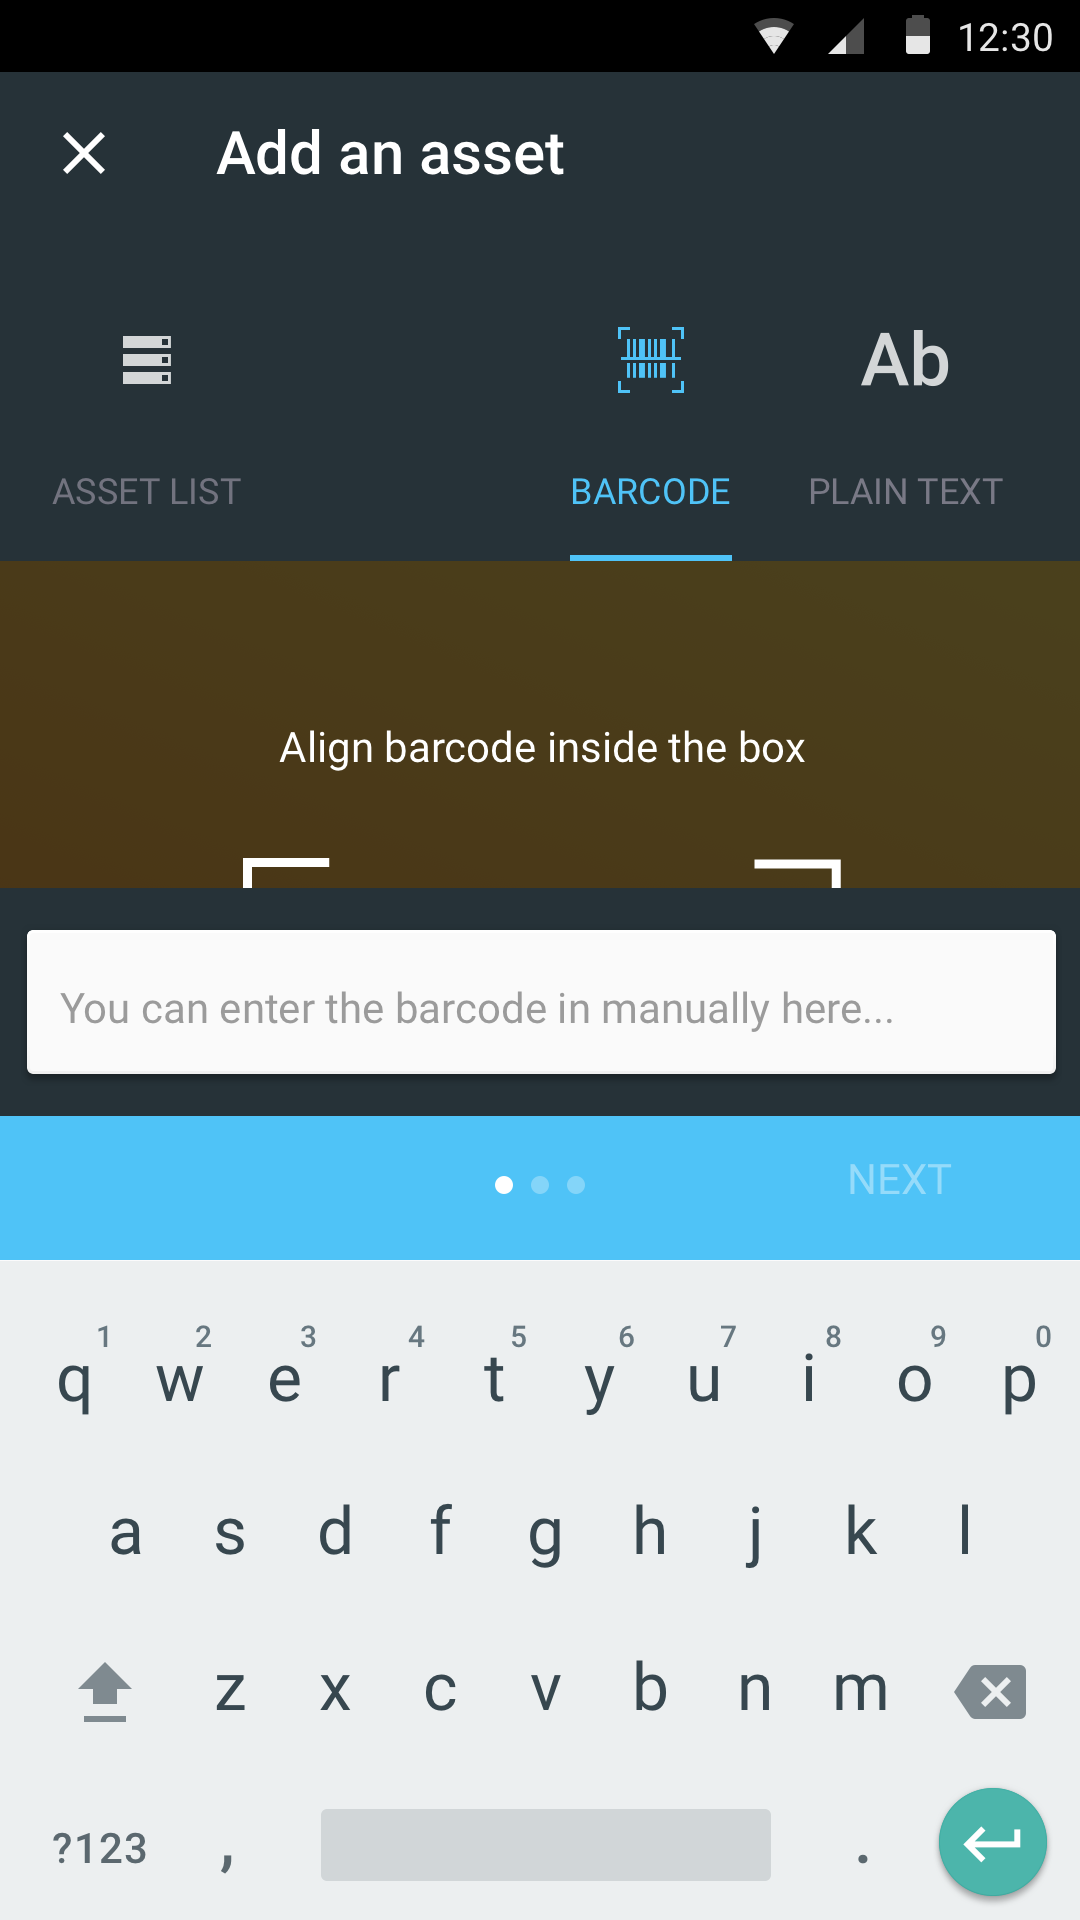 12:30
Add an asset
Ab
ASSET LIST BARCODE PLAIN TEXT
Align barcode inside the box
You can enter the barcode in manually here...
NEXT
1 2 3 4 5 6 7 8 9 0
q w e r t y u i o p
a s d f g h j k l
z x c v b n m
?123 , .